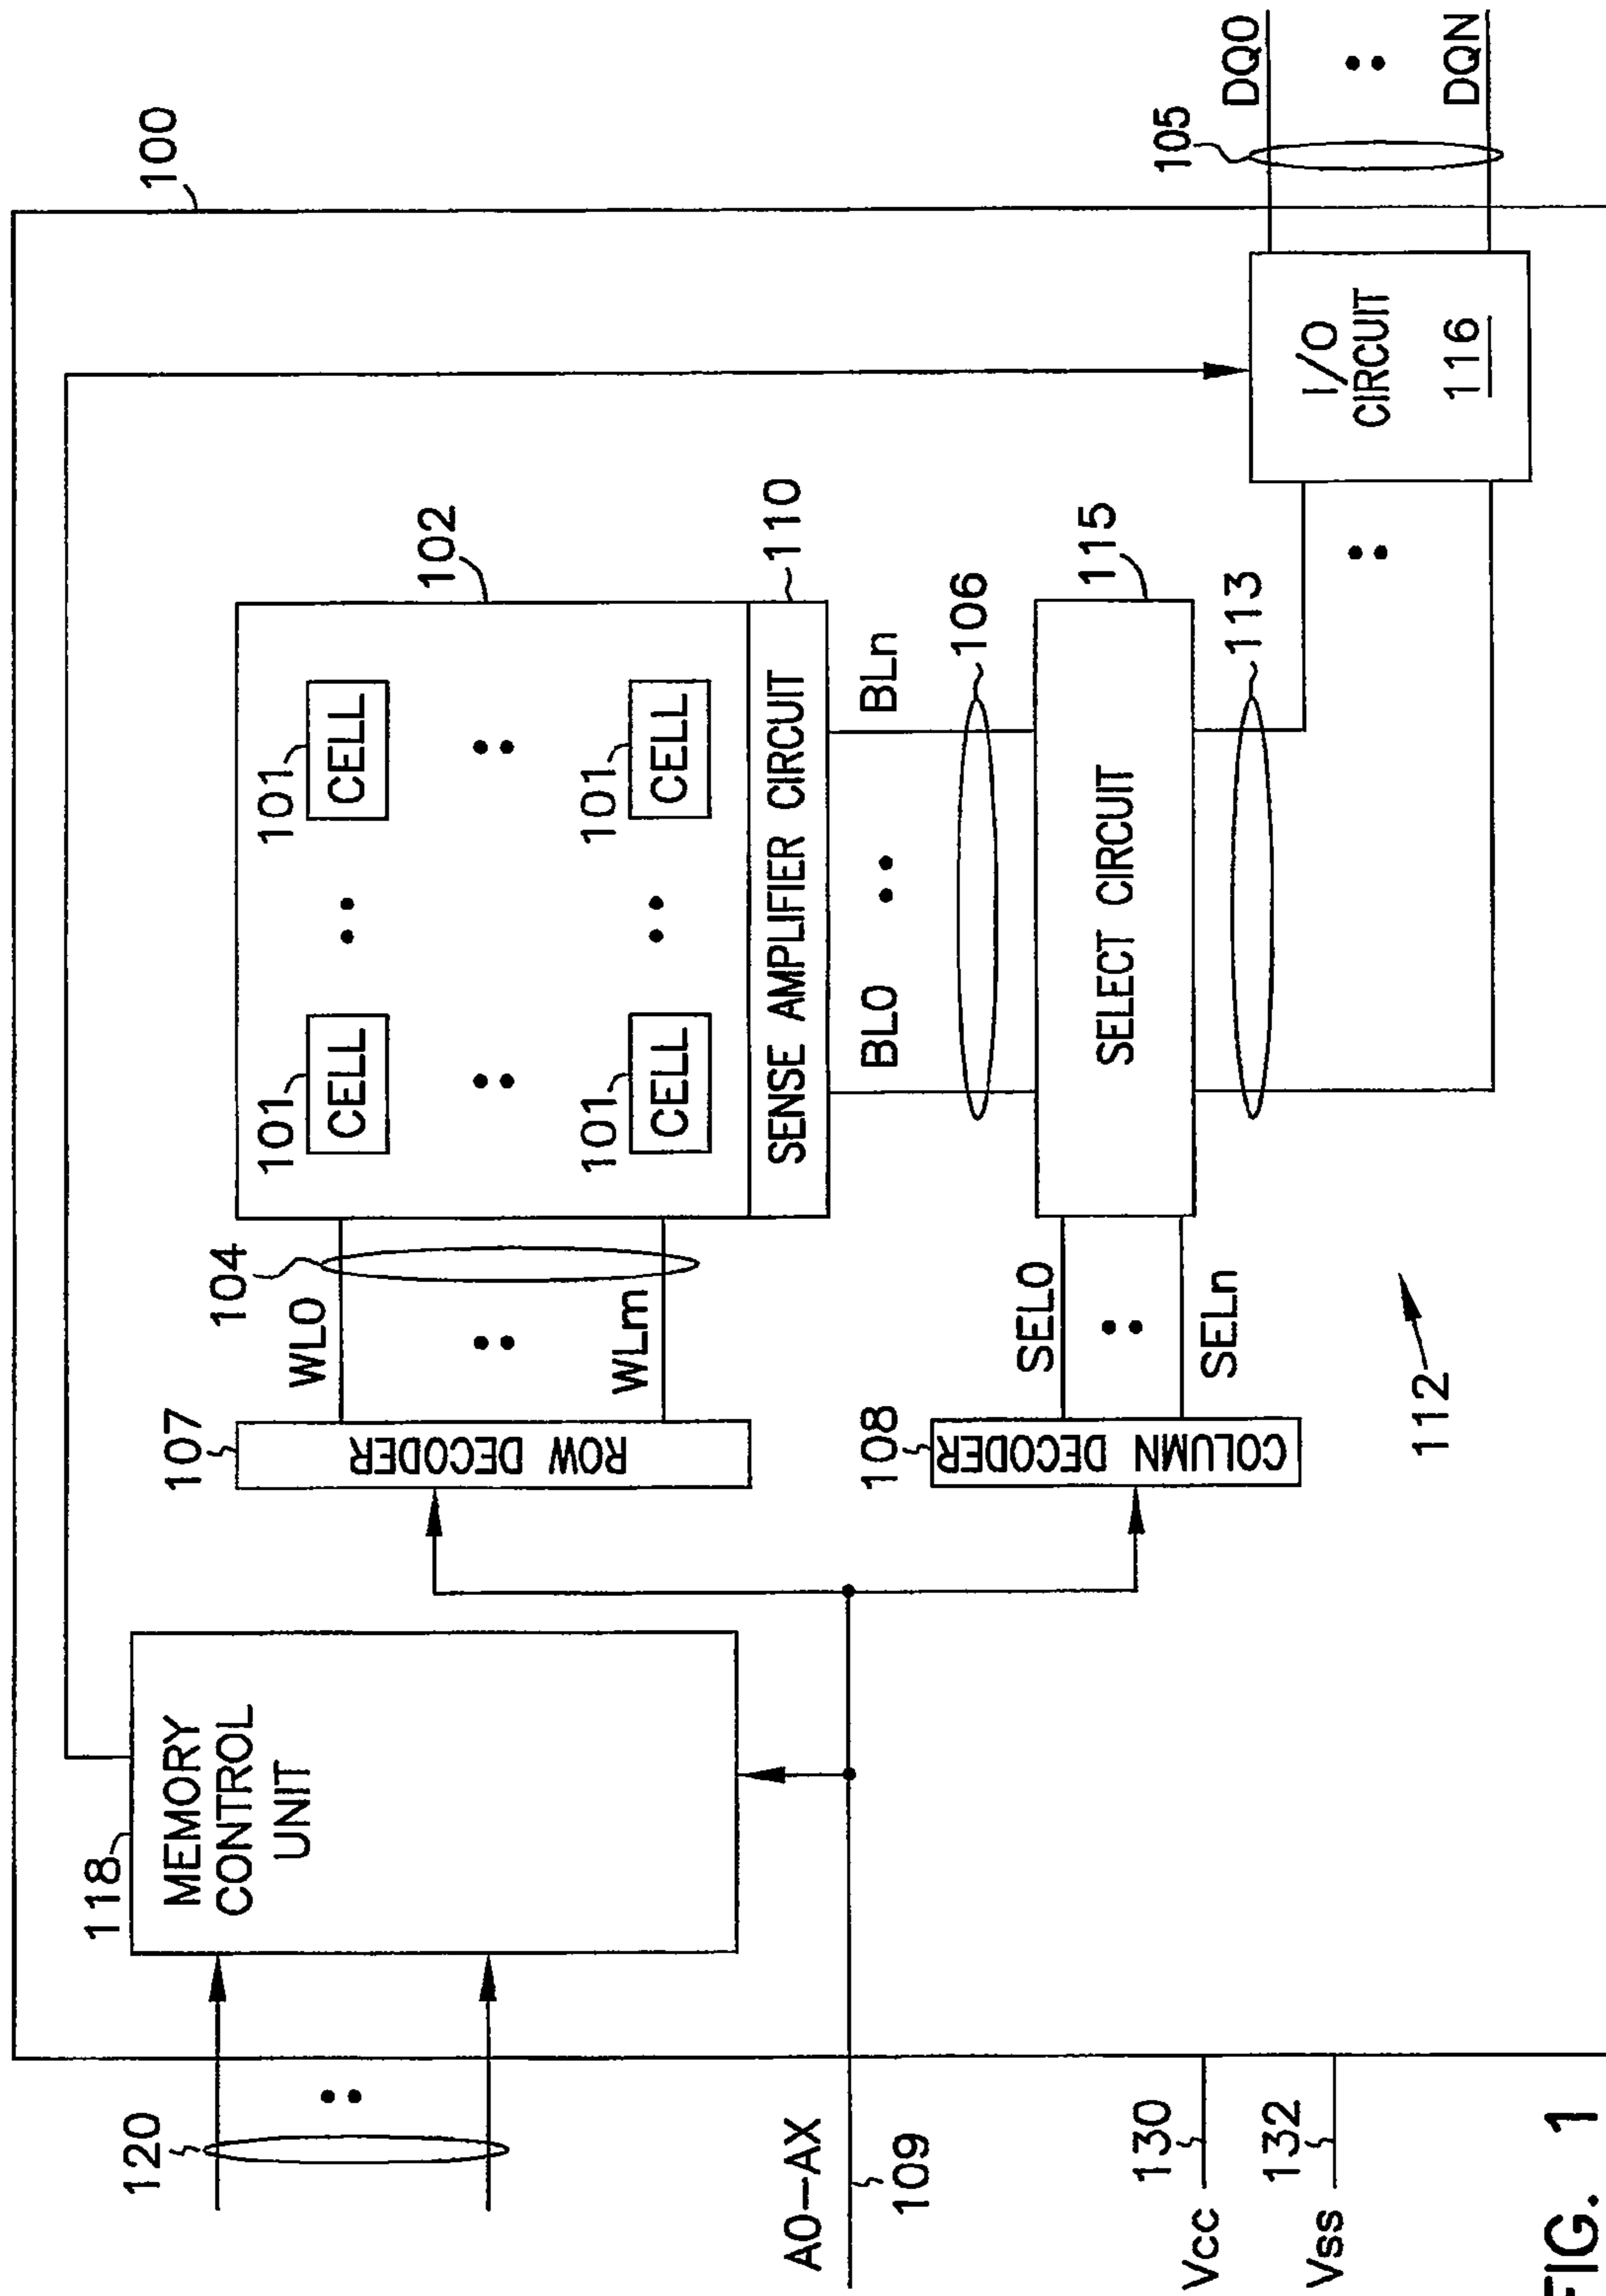 100
118
MEMORY
CONTROL
UNIT
120
A0-AX
109
107
ROW DECODER
104
WL0
WLm
102
101
CELL
101
CELL
101
CELL
101
CELL
SENSE AMPLIFIER CIRCUIT
110
BL0
BLn
106
108
COLUMN DECODER
SEL0
SELn
SELECT CIRCUIT
115
113
112
I/O
CIRCUIT
116
105
DQ0
DQN
Vcc
130
Vss
132
FIG. 1